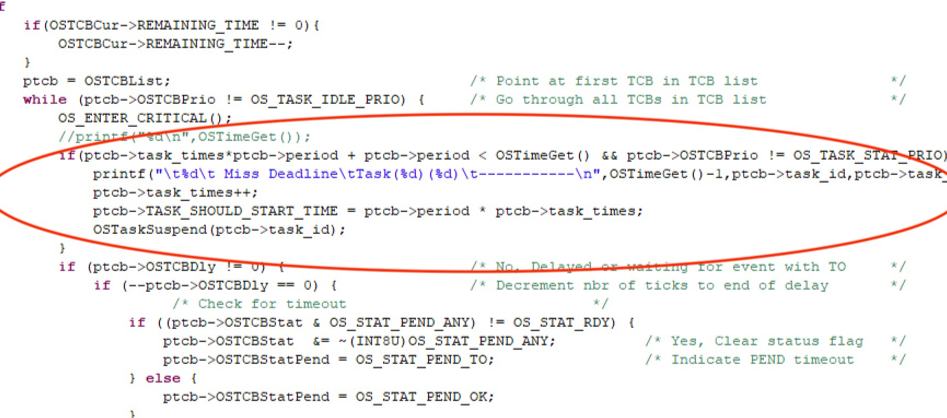 f
if(OSTCBCur->REMAINING_TIME != 0){
OSTCBCur->REMAINING_TIME--;
}
ptcb = OSTCBList; /* Point at first TCB in TCB list */
while (ptcb->OSTCBPrio != OS_TASK_IDLE_PRIO) { /* Go through all TCBs in TCB list */
OS_ENTER_CRITICAL();
//printf("%d\n",OSTimeGet());
if(ptcb->task_times*ptcb->period + ptcb->period < OSTimeGet() && ptcb->OSTCBPrio != OS_TASK_STAT_PRIO)
printf("\t%d\t Miss Deadline\tTask(%d)(%d)\t-----------\n",OSTimeGet()-1,ptcb->task_id,ptcb->task_
ptcb->task_times++;
ptcb->TASK_SHOULD_START_TIME = ptcb->period * ptcb->task_times;
OSTaskSuspend(ptcb->task_id);
}
if (ptcb->OSTCBDly != 0) { /* No, Delayed or waiting for event with TO */
if (--ptcb->OSTCBDly == 0) { /* Decrement nbr of ticks to end of delay */
/* Check for timeout */
if ((ptcb->OSTCBStat & OS_STAT_PEND_ANY) != OS_STAT_RDY) {
ptcb->OSTCBStat &= ~(INT8U)OS_STAT_PEND_ANY; /* Yes, Clear status flag */
ptcb->OSTCBStatPend = OS_STAT_PEND_TO; /* Indicate PEND timeout */
} else {
ptcb->OSTCBStatPend = OS_STAT_PEND_OK;
}